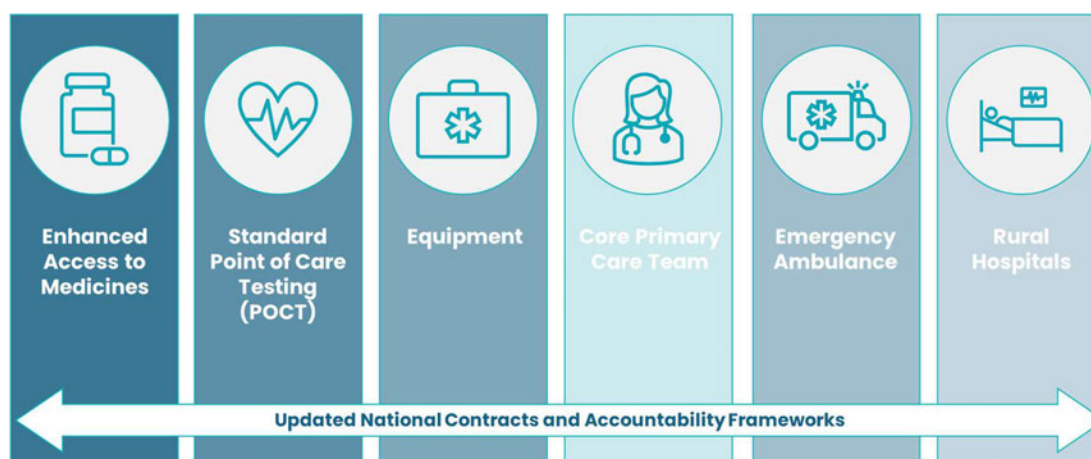 Enhanced
Access to
Medicines
Standard
Point of Care
Testing
(POCT)
Equipment
Core Primary
Care Team
Emergency
Ambulance
Rural
Hospitals
Updated National Contracts and Accountability Frameworks